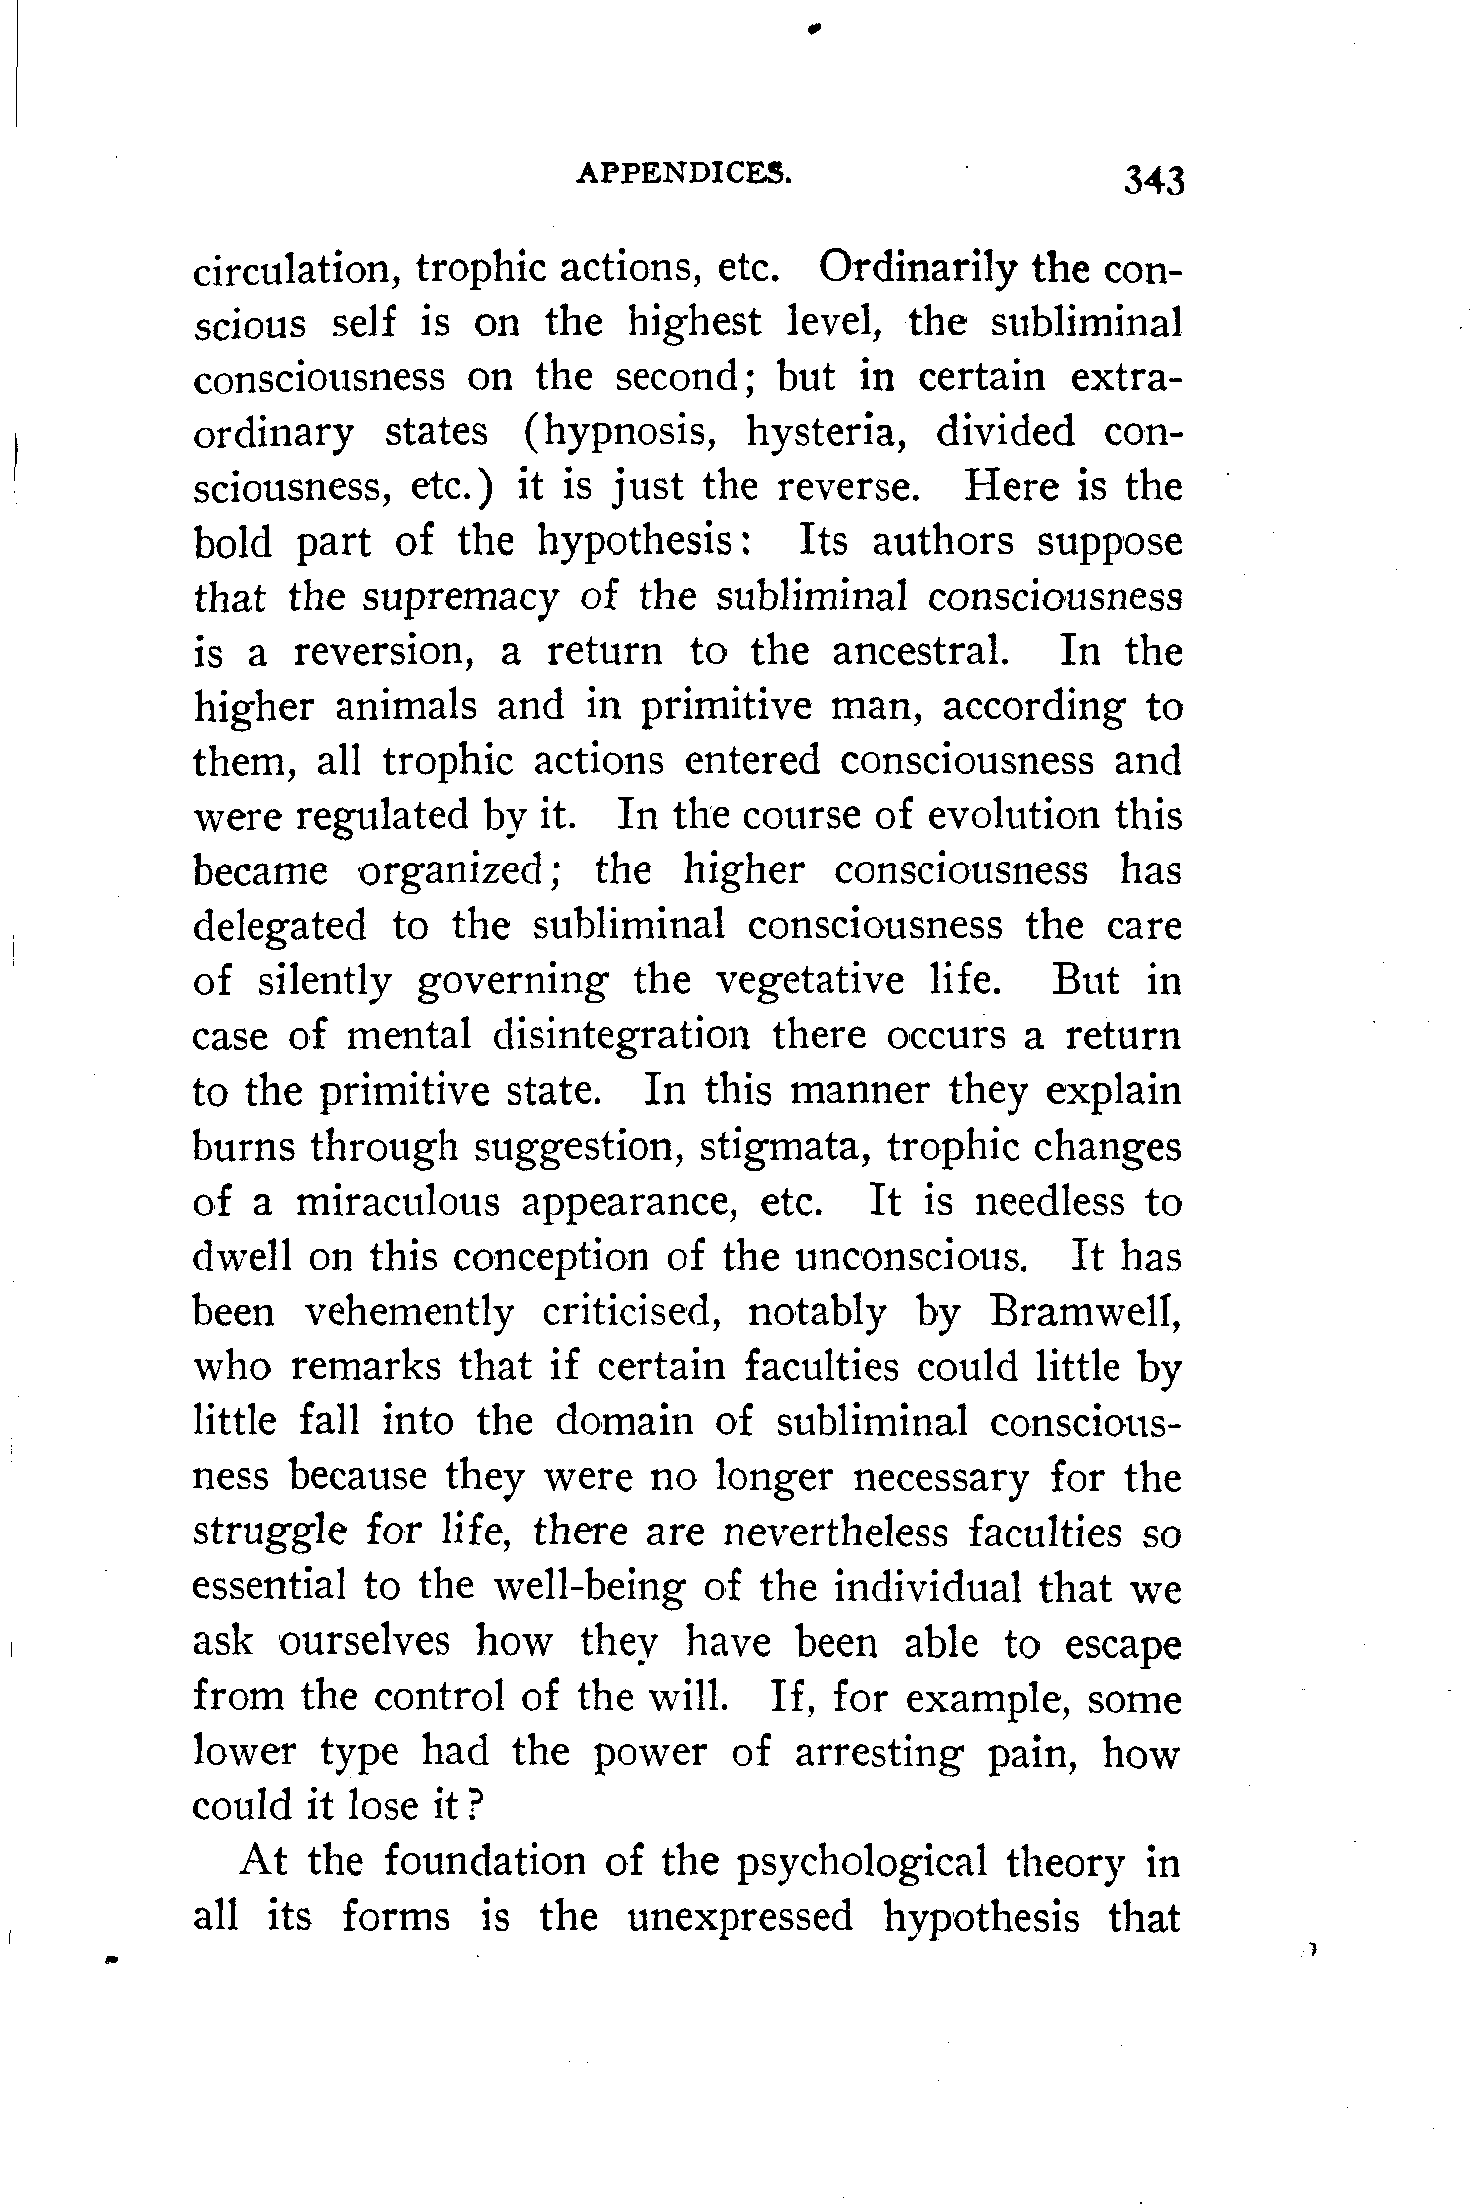 APPENDICES. 343
circulation, trophic actions, etc. Ordinarily the con-
scious self is on the highest level, the subliminal
consciousness on the second; but in certain extra-
ordinary states (hypnosis, hysteria, divided con-
sciousness, etc.) it is just the reverse. Here is the
bold part of the hypothesis: Its authors suppose
that the supremacy of the subliminal consciousness
is a reversion, a return to the ancestral. In the
higher animals and in primitive man, according to
them, all trophic actions entered consciousness and
were regulated by it. In the course of evolution this
became organized; the higher consciousness has
delegated to the subliminal consciousness the care
of silently governing the vegetative life. But in
case of mental disintegration there occurs a return
to the primitive state. In this manner they explain
burns through suggestion, stigmata, trophic changes
of a miraculous appearance, etc. It is needless to
dwell on this conception of the unconscious. It has
been vehemently criticised, notably by Bramwell,
who remarks that if certain faculties could little by
little fall into the domain of subliminal conscious-
ness because they were no longer necessary for the
struggle for life, there are nevertheless faculties so
essential to the well-being of the individual that we
ask ourselves how they have been able to escape
from the control of the will. If, for example, some
lower type had the power of arresting pain, how
could it lose it?
At the foundation of the psychological theory in
all its forms is the unexpressed hypothesis that